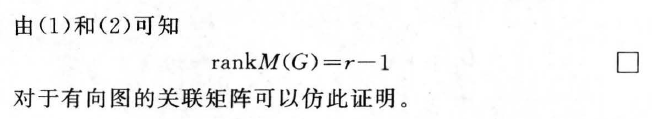 由(1)和(2)可知
rankM(G)=r-1 □
对于有向图的关联矩阵可以仿此证明。